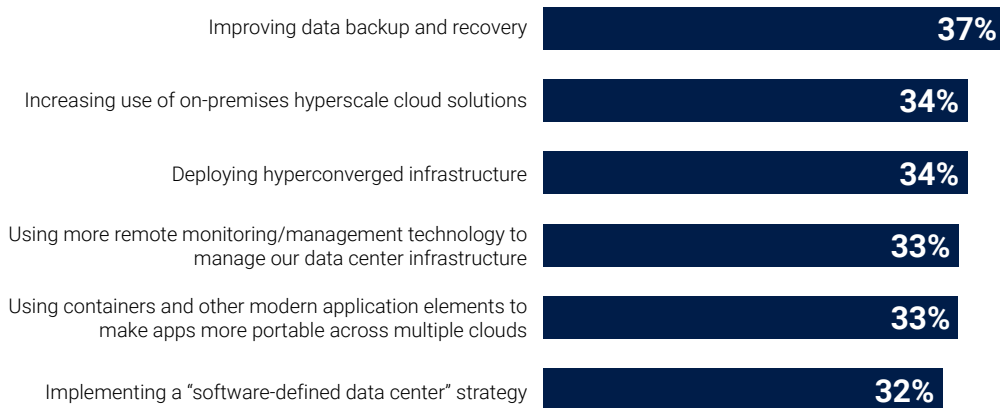 Improving data backup and recovery 37%
Increasing use of on-premises hyperscale cloud solutions 34%
Deploying hyperconverged infrastructure 34%
Using more remote monitoring/management technology to
manage our data center infrastructure 33%
Using containers and other modern application elements to
make apps more portable across multiple clouds 33%
Implementing a “software-defined data center” strategy 32%